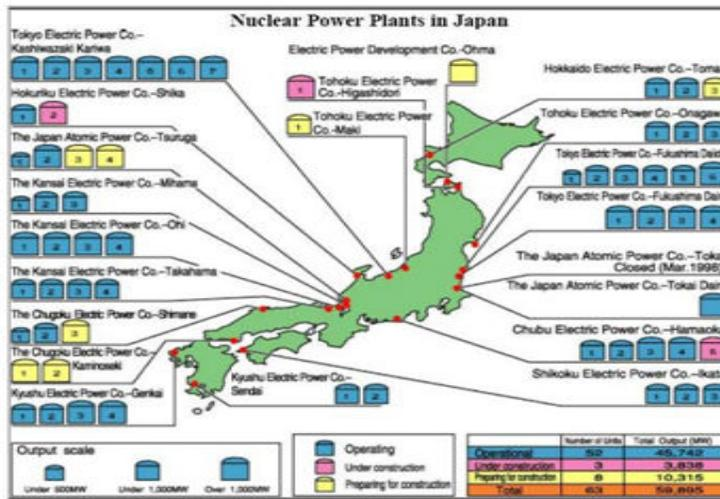 Nuclear Power Plants in Japan
Tokyo Electric Power Co.–
Kashiwazaki Kariwa
1 2 3 4 5 6 7
Hokuriku Electric Power Co.–Shika
1 2
The Japan Atomic Power Co.–Tsuruga
1 2 3 4
The Kansai Electric Power Co.–Mihama
1 2 3
The Kansai Electric Power Co.–Ohi
1 2 3 4
The Kansai Electric Power Co.–Takahama
1 2 3 4
The Chugoku Electric Power Co.–Shimane
1 2 3
The Chugoku Electric Power Co.–
Kaminoseki
1 2
Kyushu Electric Power Co.–Genkai
1 2 3 4
Electric Power Development Co.–Ohma
Tohoku Electric Power
Co.–Higashidori
1
Tohoku Electric Power
Co.–Maki
1
Hokkaido Electric Power Co.–Toma
1 2 3
Tohoku Electric Power Co.–Onagaw
1 2 3
Tokyo Electric Power Co.–Fukushima Daiic
1 2 3 4 5 6
Tokyo Electric Power Co.–Fukushima Dai
1 2 3 4
The Japan Atomic Power Co.–Toka
Closed (Mar.1998)
The Japan Atomic Power Co.–Tokai Dain
Chubu Electric Power Co.–Hamaok
1 2 3 4 5
Shikoku Electric Power Co.–Ikat
1 2 3
Kyushu Electric Power Co.–
Sendai
1 2
Output scale
Under 500MW
Under 1,000MW
Over 1,000MW
Operating
Under construction
Preparing for construction
Number of Units Total Output (MW)
Operational 52 45,742
Under construction 3 3,838
Preparing for construction 8 10,315
Total 63 59,895